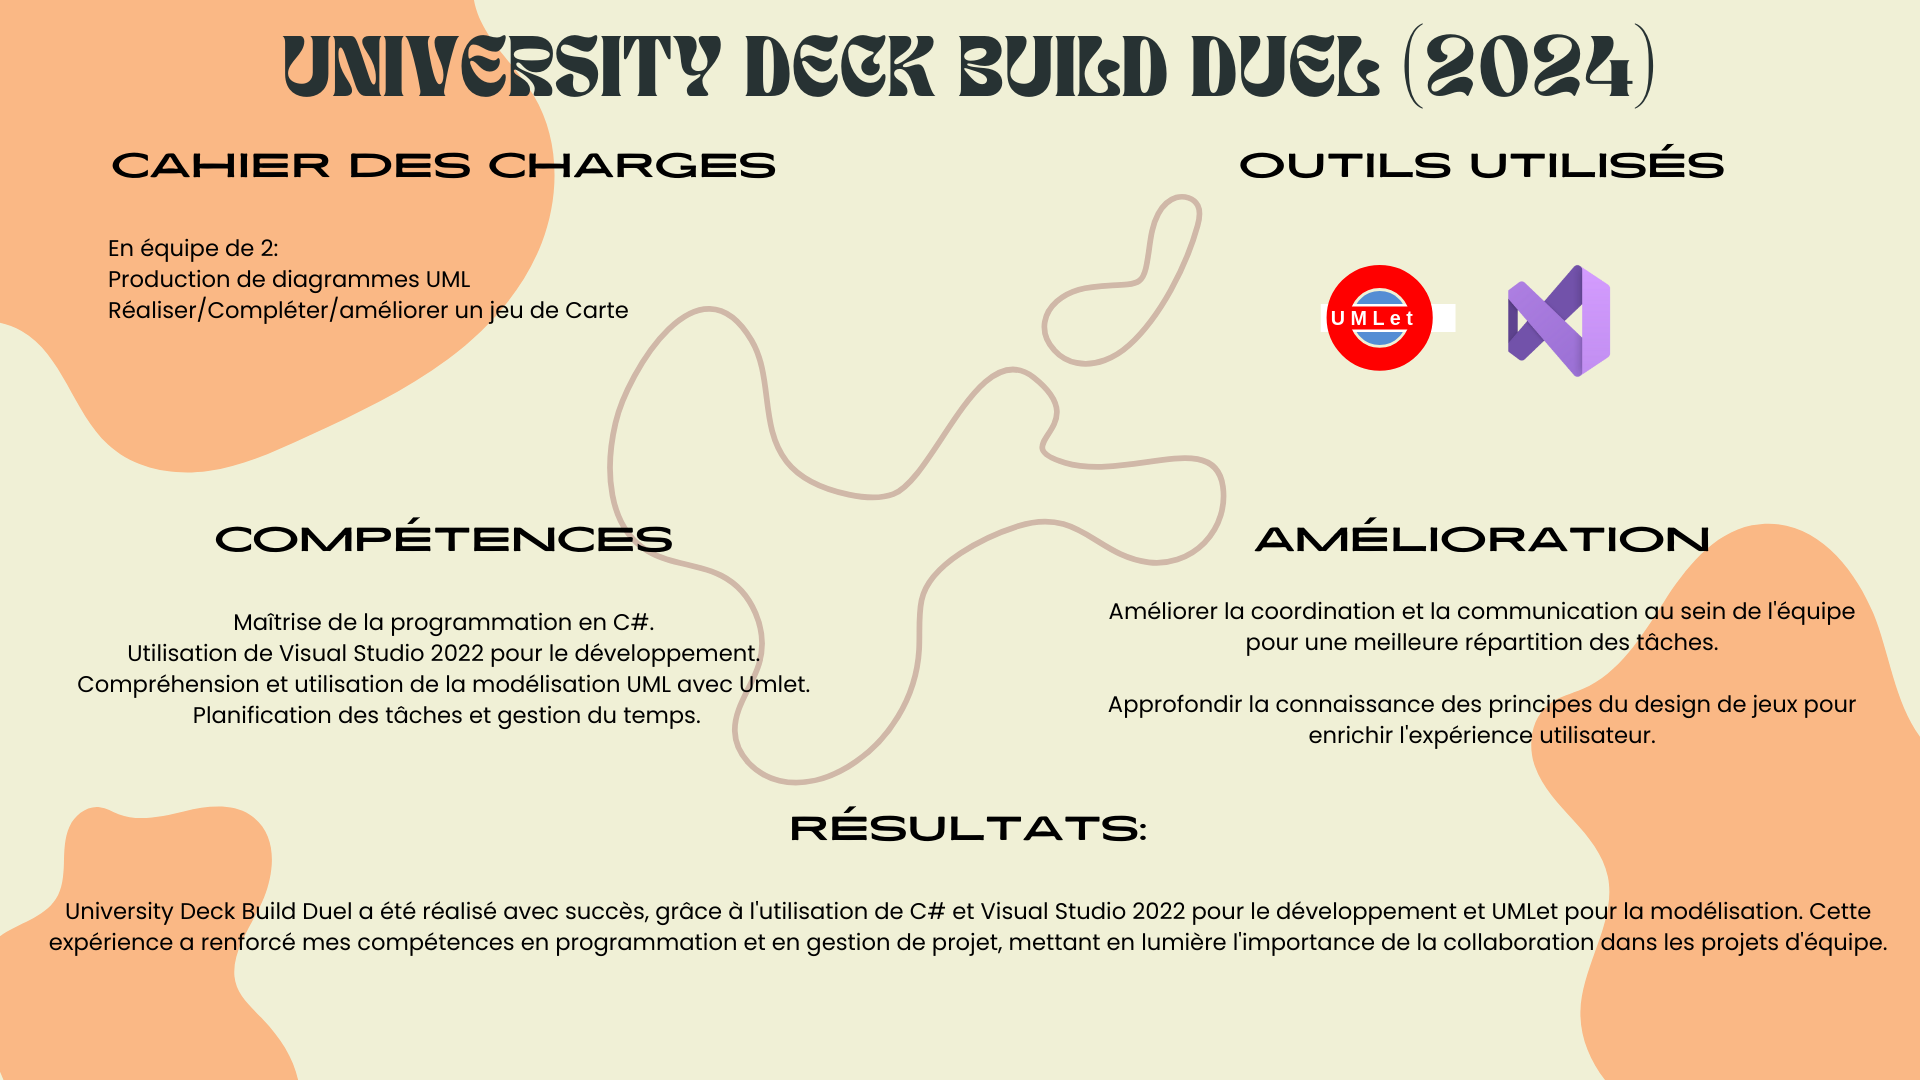 UNIVERSITY DECK BUILD DUEL (2024)
CAHIER DES CHARGES
En équipe de 2:
Production de diagrammes UML
Réaliser/Compléter/améliorer un jeu de Carte
OUTILS UTILISÉS
UMLet
COMPÉTENCES
Maîtrise de la programmation en C#.
Utilisation de Visual Studio 2022 pour le développement.
Compréhension et utilisation de la modélisation UML avec Umlet.
Planification des tâches et gestion du temps.
AMÉLIORATION
Améliorer la coordination et la communication au sein de l'équipe
pour une meilleure répartition des tâches.
Approfondir la connaissance des principes du design de jeux pour
enrichir l'expérience utilisateur.
RÉSULTATS:
University Deck Build Duel a été réalisé avec succès, grâce à l'utilisation de C# et Visual Studio 2022 pour le développement et UMLet pour la modélisation. Cette
expérience a renforcé mes compétences en programmation et en gestion de projet, mettant en lumière l'importance de la collaboration dans les projets d'équipe.